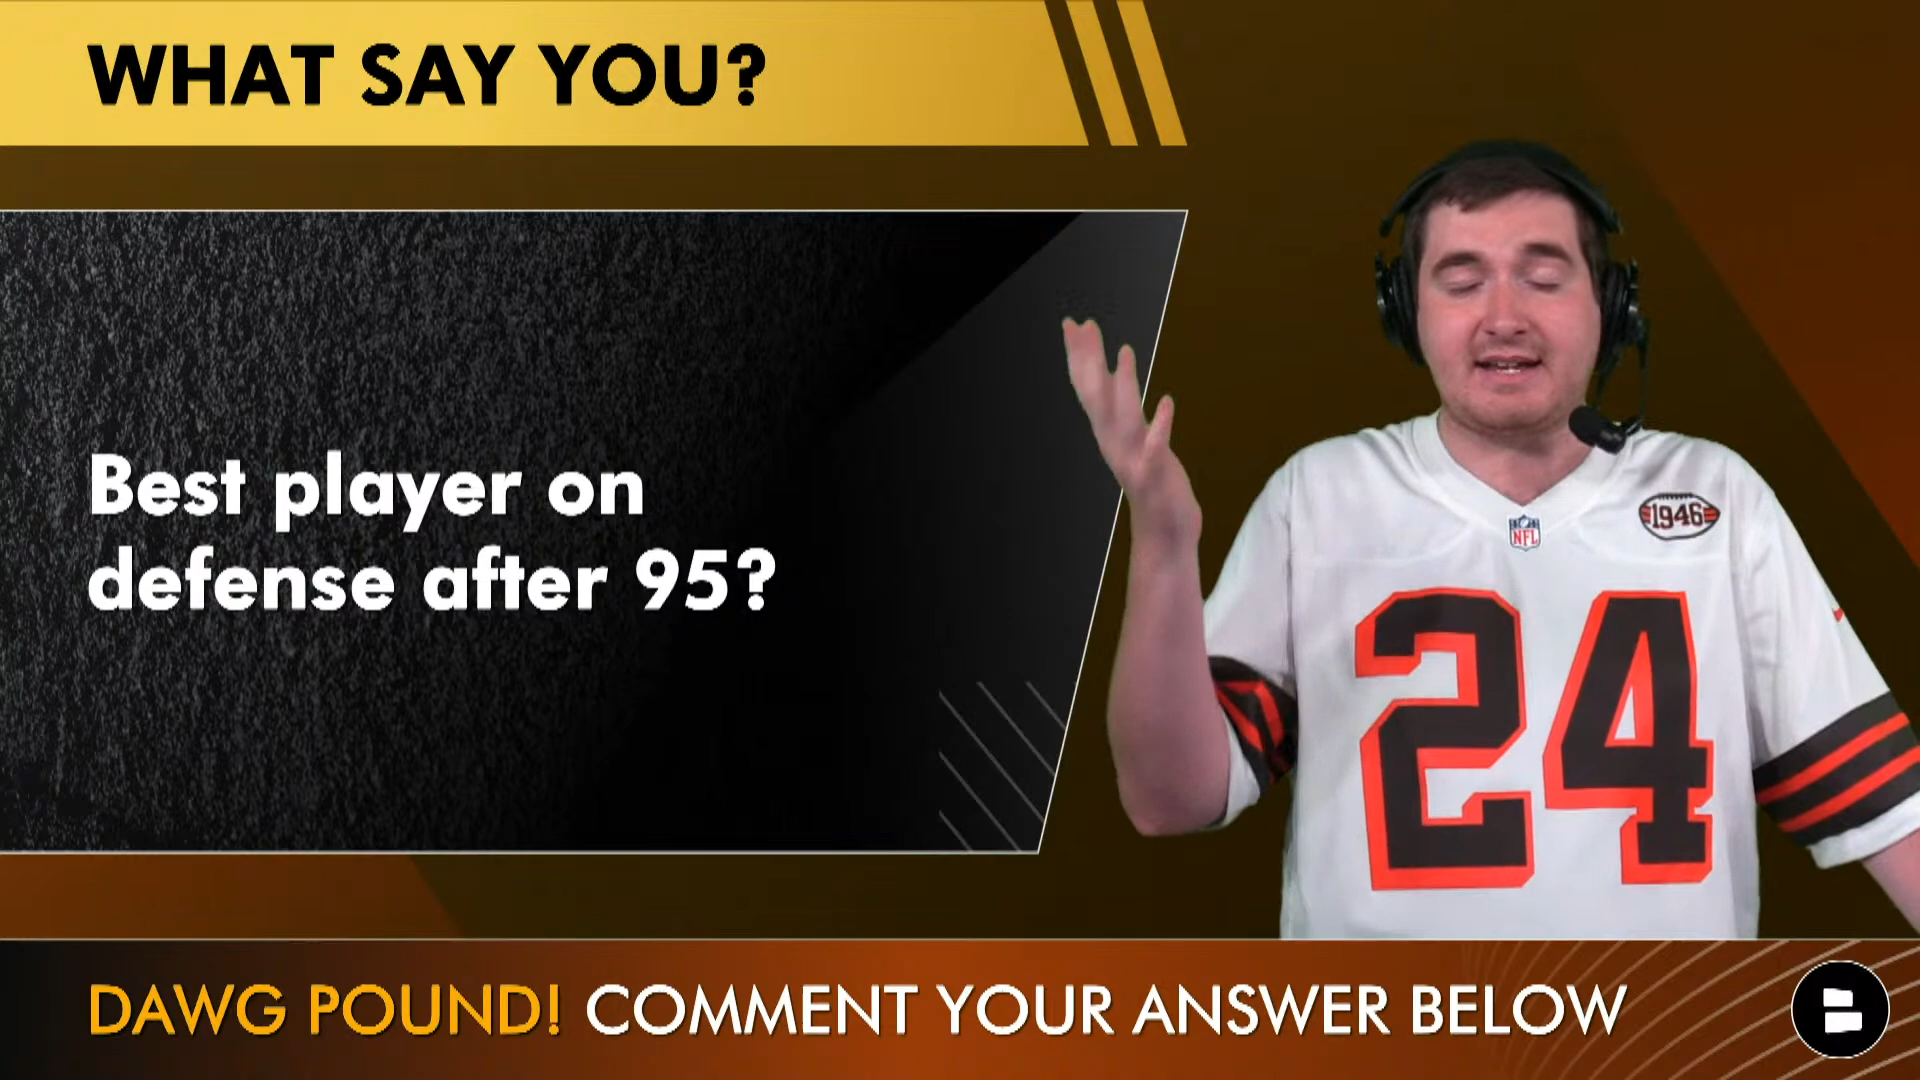 WHAT SAY YOU?
Best player on
defense after 95?
1946
NFL
24
DAWG POUND! COMMENT YOUR ANSWER BELOW
B